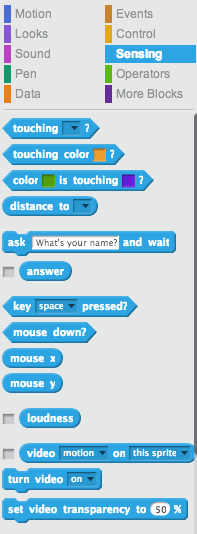 Motion Events
Looks Control
Sound Sensing
Pen Operators
Data More Blocks
touching ?
touching color ?
color is touching ?
distance to
ask What's your name? and wait
answer
key space pressed?
mouse down?
mouse x
mouse y
loudness
video motion on this sprite
turn video on
set video transparency to 50 %